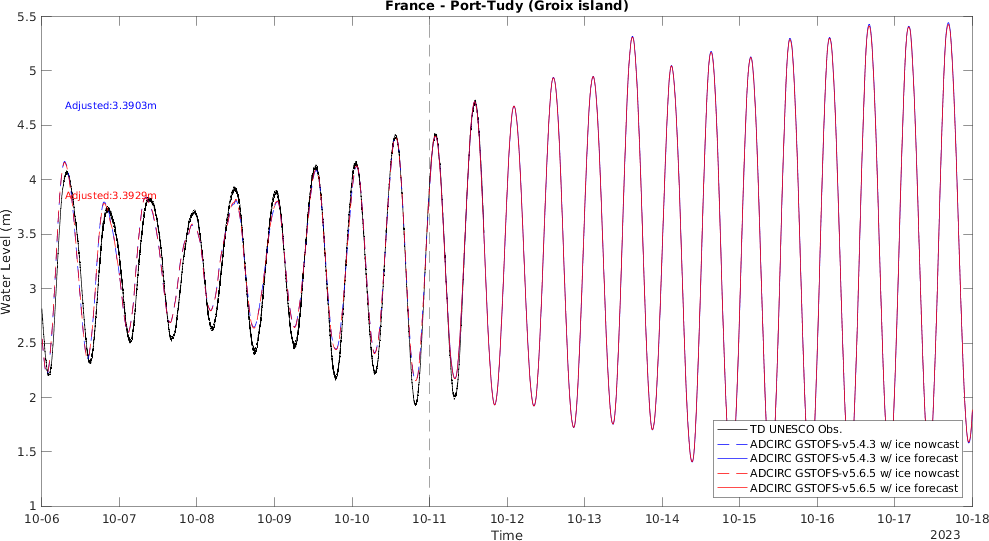 France - Port-Tudy (Groix island)
5.5
5
4.5
4
3.5
3
2.5
2
1.5
1
Water Level (m)
Adjusted:3.3903m
Adjusted:3.3929m
TD UNESCO Obs.
ADCIRC GSTOFS-v5.4.3 w/ ice nowcast
ADCIRC GSTOFS-v5.4.3 w/ ice forecast
ADCIRC GSTOFS-v5.6.5 w/ ice nowcast
ADCIRC GSTOFS-v5.6.5 w/ ice forecast
10-06 10-07 10-08 10-09 10-10 10-11 10-12 10-13 10-14 10-15 10-16 10-17 10-18
Time
2023